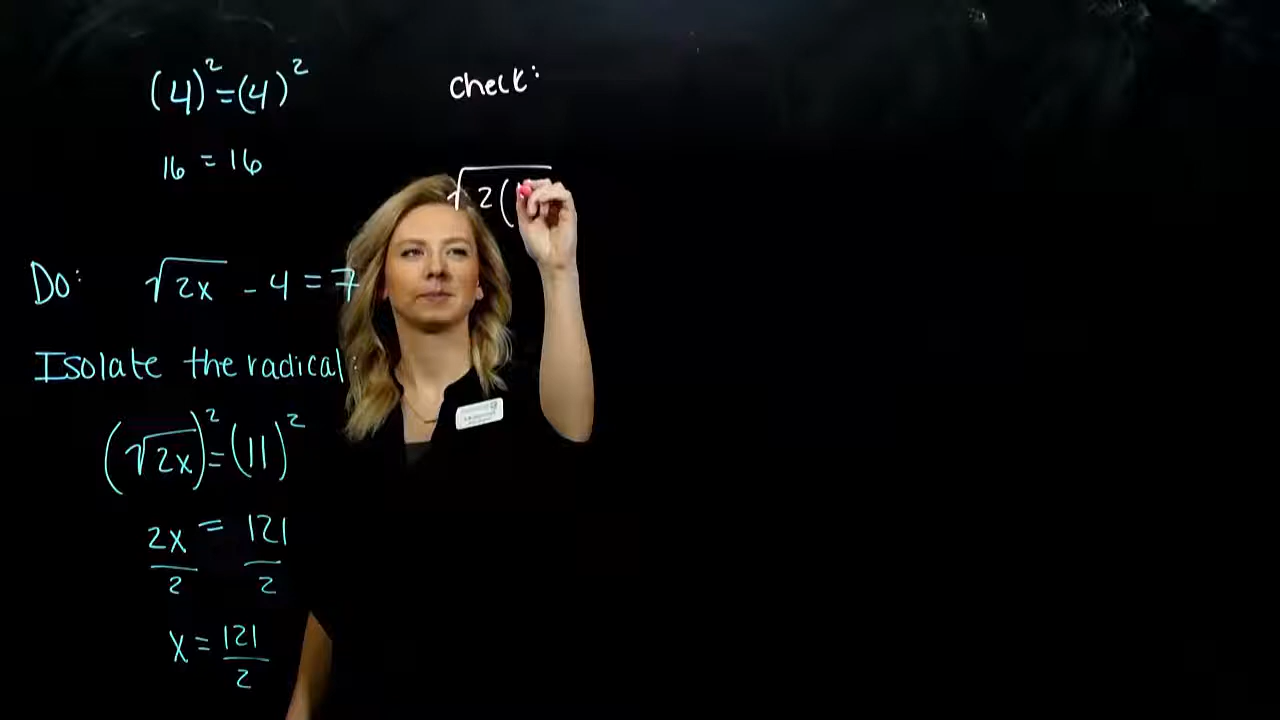 (4)² = (4)²
16 = 16
Do: √2x - 4 = 7
Isolate the radical:
(√2x)² = (11)²
2x/2 = 121/2
x = 121/2
Check:
√2(